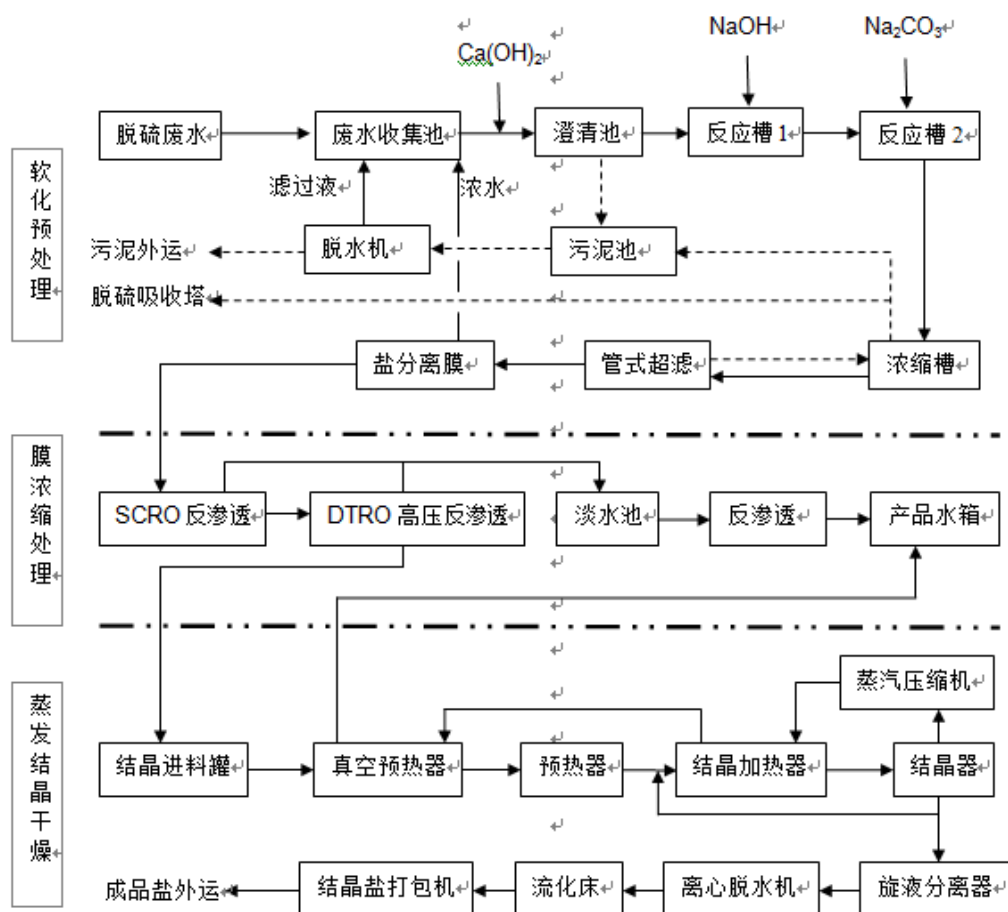 NaOH
Na₂CO₃
Ca(OH)₂
脱硫废水
废水收集池
澄清池
反应槽 1
反应槽 2
软化预处理
滤过液
浓水
污泥外运
脱水机
污泥池
脱硫吸收塔
盐分离膜
管式超滤
浓缩槽
膜浓缩处理
SCRO 反渗透
DTRO 高压反渗透
淡水池
反渗透
产品水箱
蒸发结晶干燥
蒸汽压缩机
结晶进料罐
真空预热器
预热器
结晶加热器
结晶器
成品盐外运
结晶盐打包机
流化床
离心脱水机
旋液分离器